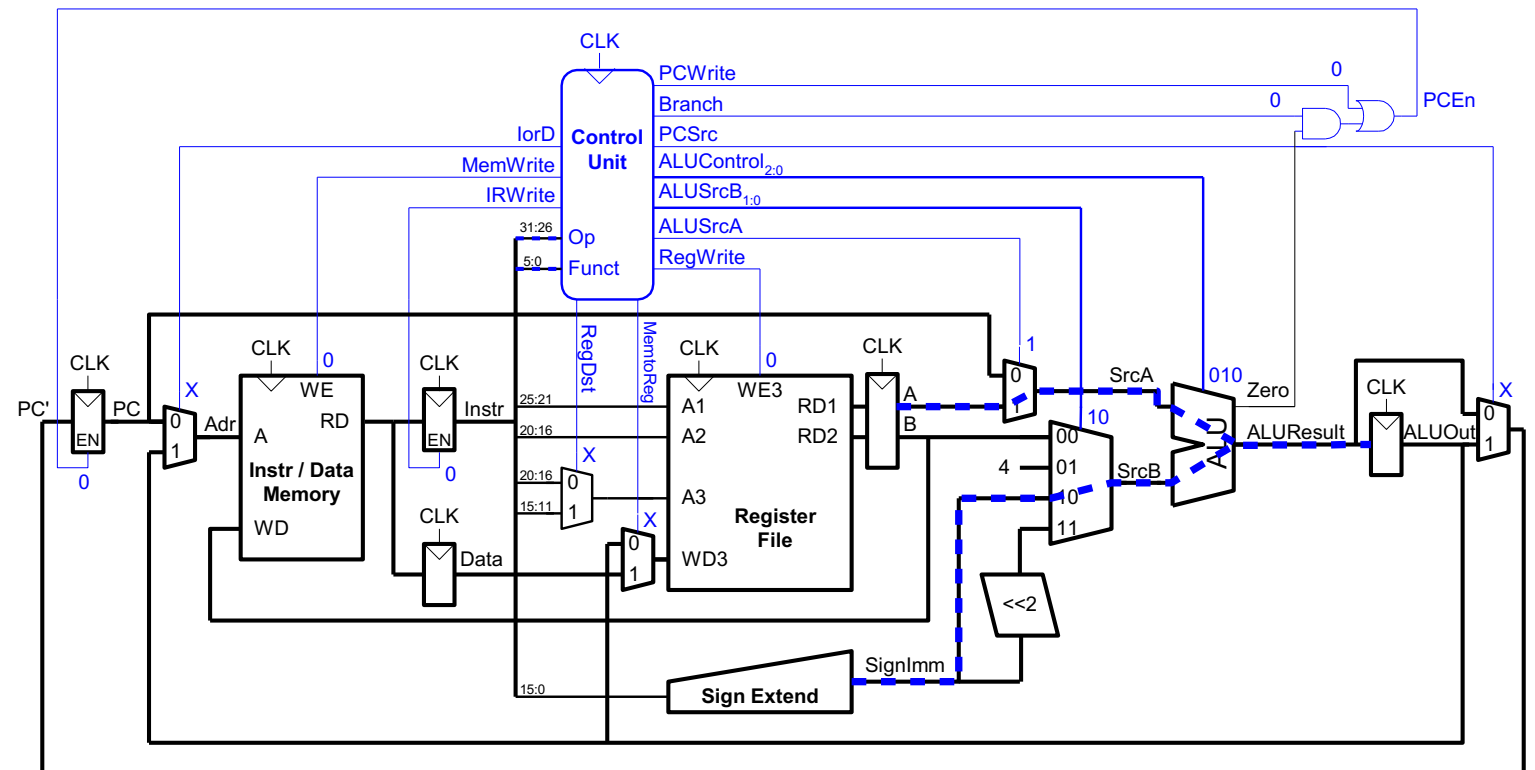 CLK
PCWrite 0
Branch 0 PCEn
IorD Control Unit PCSrc
MemWrite ALUControl2:0
IRWrite ALUSrcB1:0
31:26 Op ALUSrcA
5:0 Funct RegWrite
RegDst MemtoReg
CLK CLK 0 CLK CLK 0 CLK 1
X WE WE3 0 SrcA 010 CLK X
PC' PC 0 Adr A RD Instr 25:21 A1 RD1 A 1 Zero 0
EN 1 EN 20:16 A2 RD2 B 10 00 ALU ALUResult ALUOut 1
0 Instr / Data Memory 0 X 4 01 SrcB
20:16 0 A3 10
15:11 1 Register File 11
WD CLK X
Data 0 WD3
1 <<2
SignImm
15:0 Sign Extend